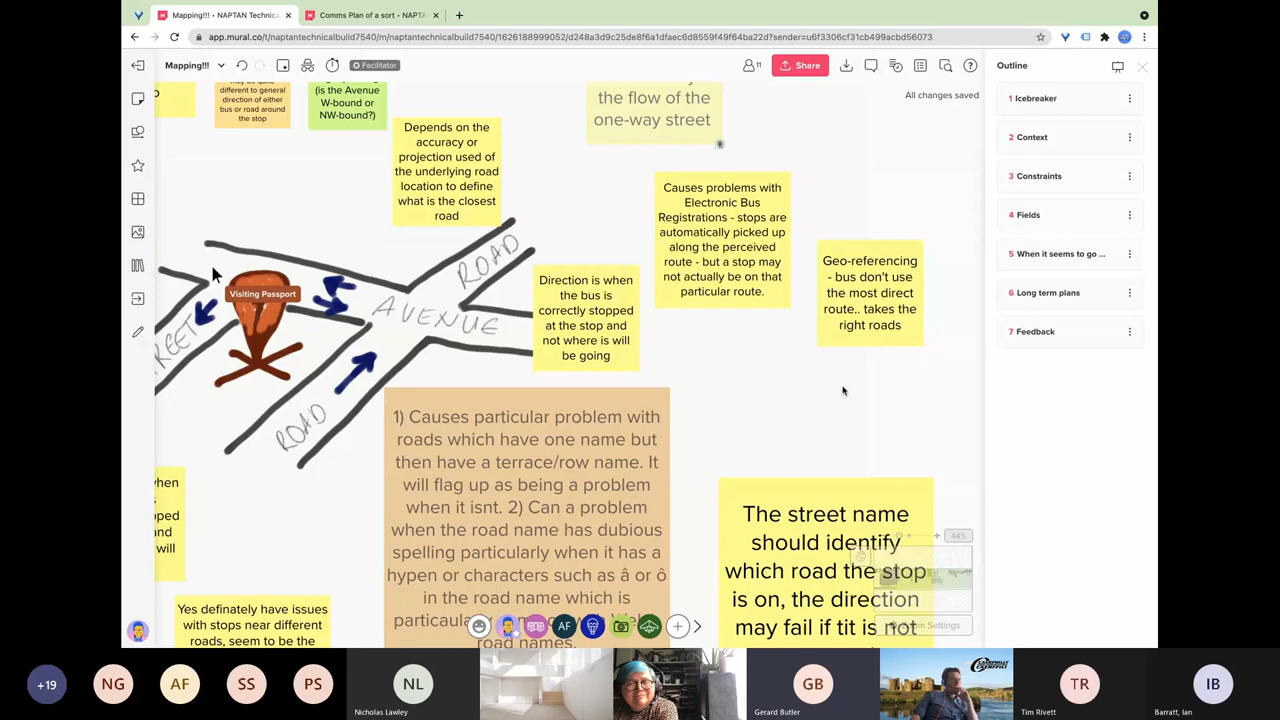 Mapping!!! • NAPTAN Technica
Comms Plan of a sort • NAPTA
app.mural.co/t/naptantechnicalbuild7540/m/naptantechnicalbuild7540/1626188999052/d248a3d9c25de8f6a1dfaec6d8559f49f64ba22d?sender=u6f3306cf31cb499acbd56073
Mapping!!!
Facilitator
11
Share
Outline
All changes saved
1 Icebreaker
2 Context
3 Constraints
4 Fields
5 When it seems to go ...
6 Long term plans
7 Feedback
different to general
direction of either
bus or road around
the stop
(is the Avenue
W-bound or
NW-bound?)
Depends on the
accuracy or
projection used of
the underlying road
location to define
what is the closest
road
the flow of the
one-way street
Causes problems with
Electronic Bus
Registrations - stops are
automatically picked up
along the perceived
route - but a stop may
not actually be on that
particular route.
Geo-referencing
- bus don't use
the most direct
route.. takes the
right roads
Direction is when
the bus is
correctly stopped
at the stop and
not where is will
be going
ROAD
AVENUE
REET
ROAD
Visiting Passport
1) Causes particular problem with
roads which have one name but
then have a terrace/row name. It
will flag up as being a problem
when it isnt. 2) Can a problem
when the road name has dubious
spelling particularly when it has a
hypen or characters such as â or ô
in the road name which is
road names.
The street name
should identify
which road the stop
is on, the direction
may fail if tit is not
44%
Settings
when
pped
nd
will
Yes definately have issues
with stops near different
roads, seem to be the
AF
+19
NG
AF
SS
PS
NL
Nicholas Lawley
GB
Gerard Butler
TR
Tim Rivett
IB
Barratt, Ian